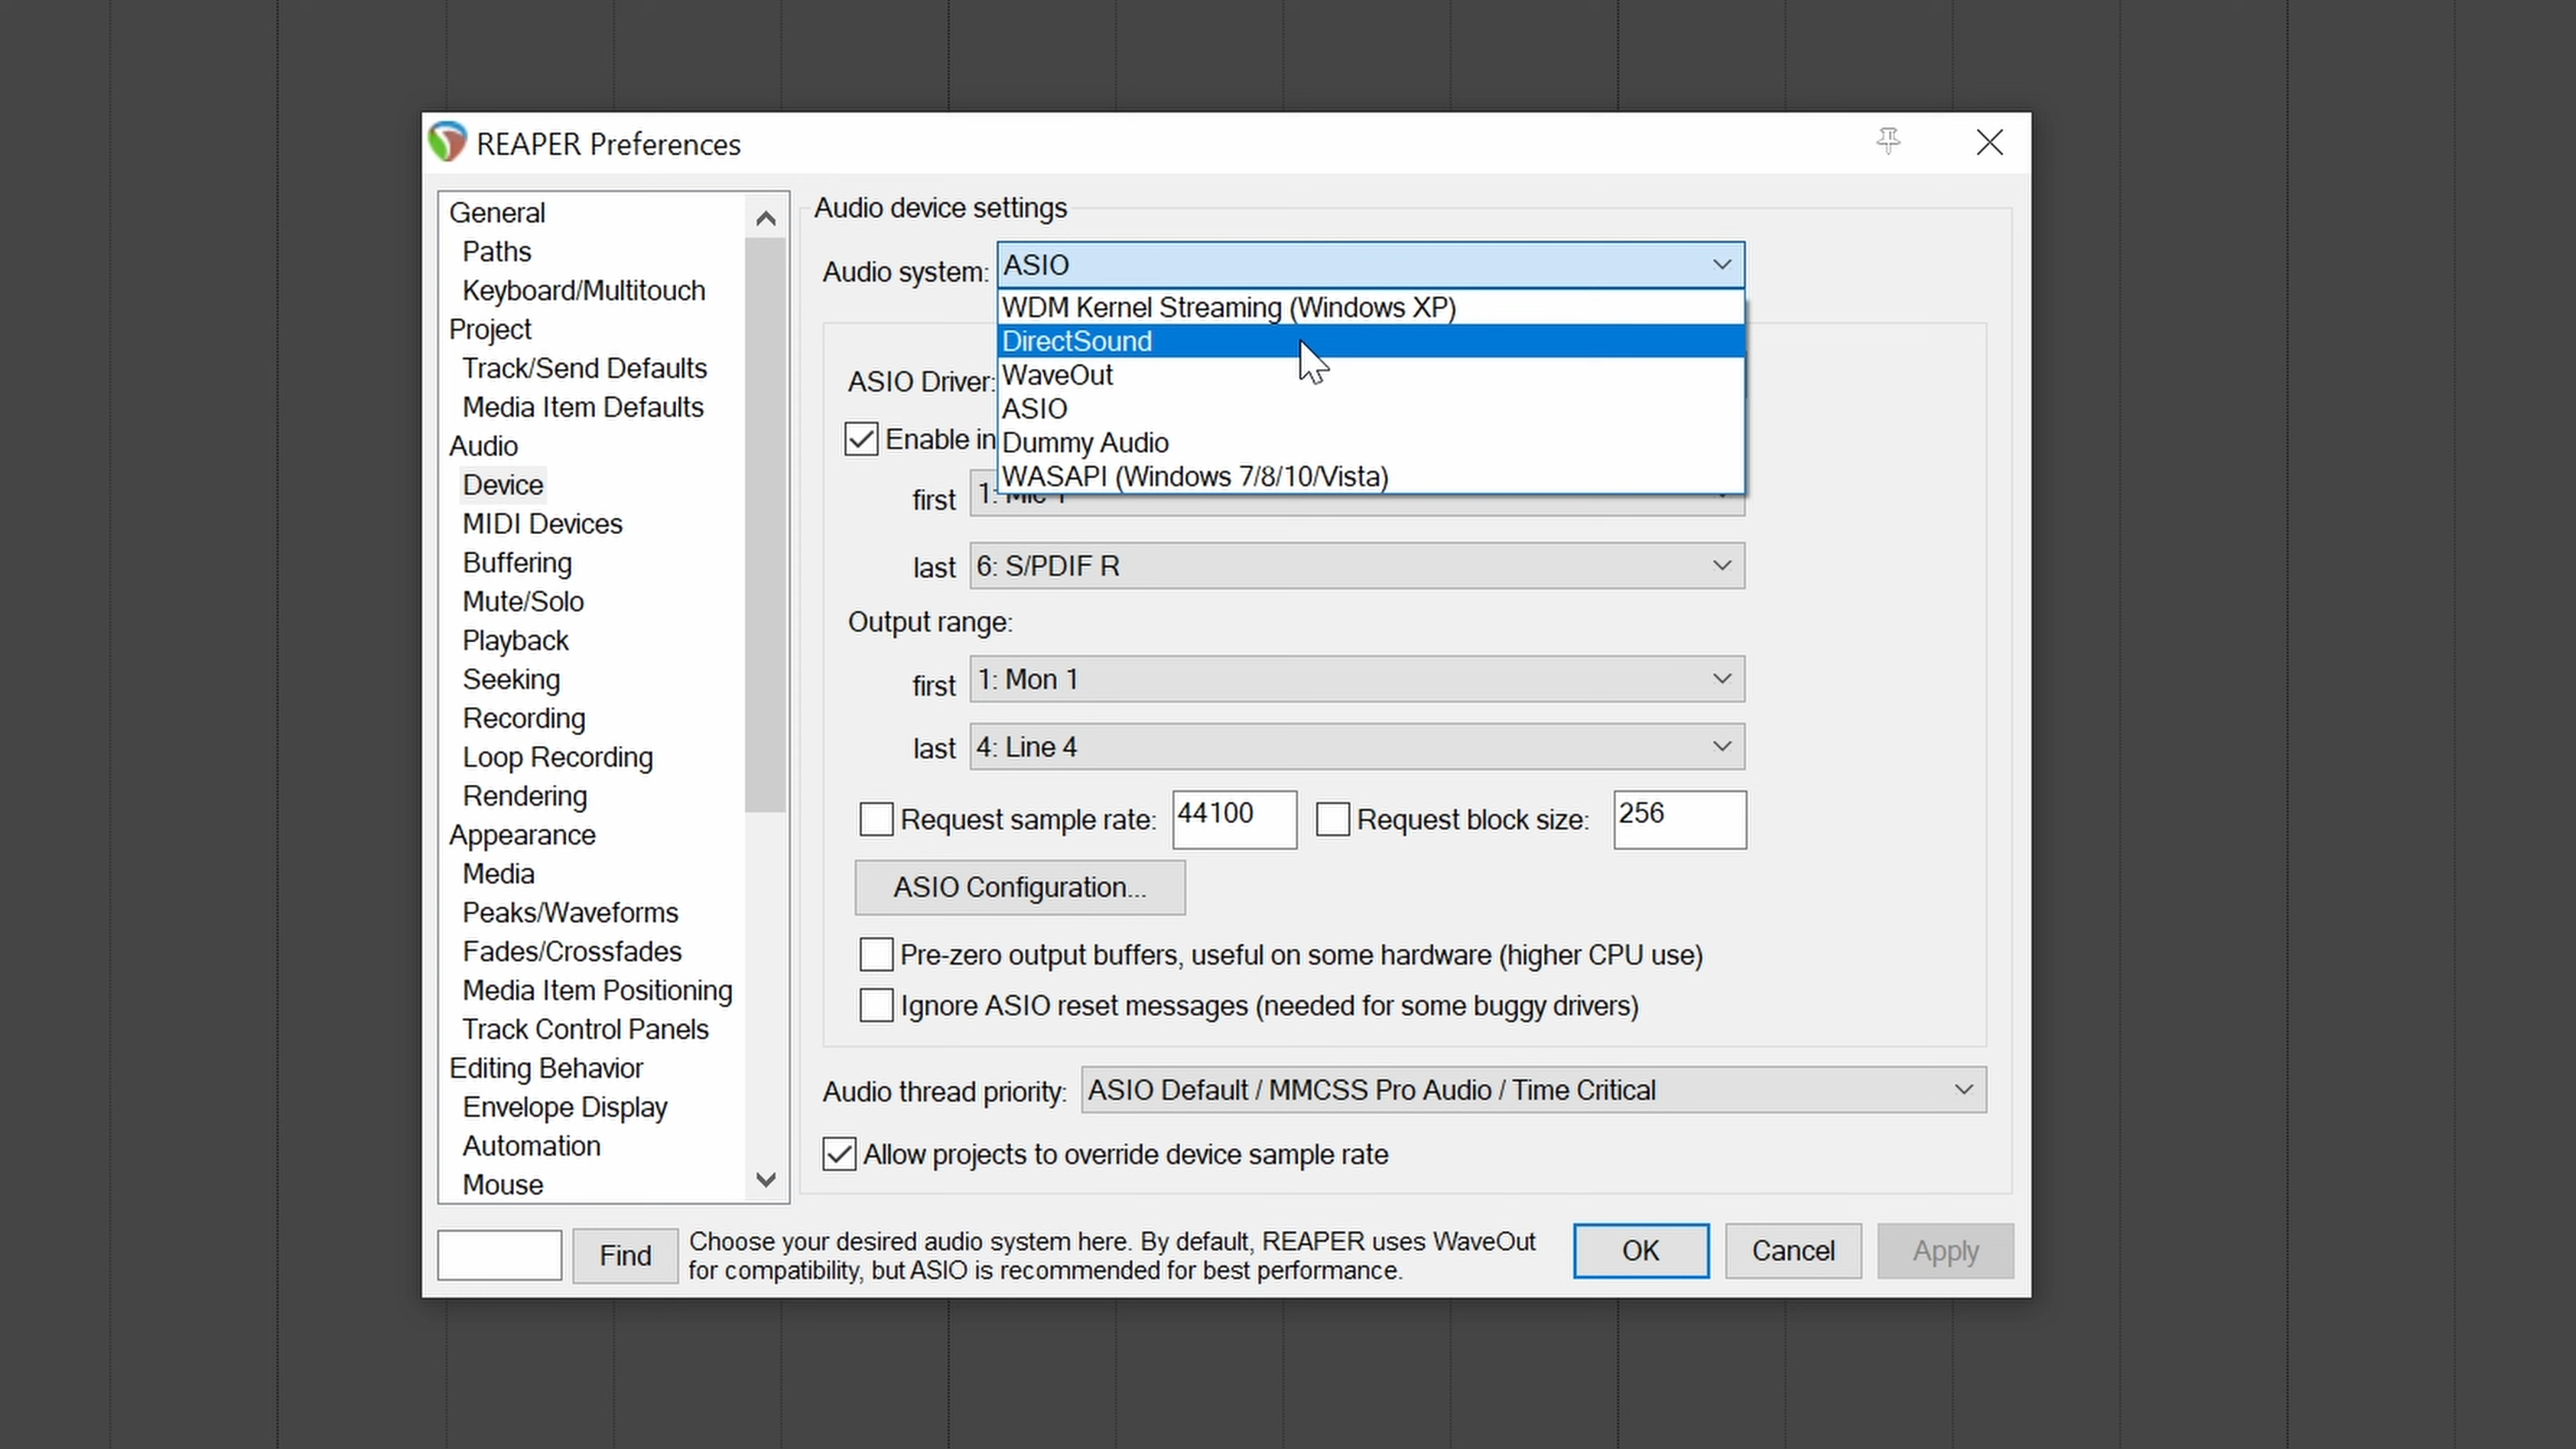 REAPER Preferences
General
Paths
Keyboard/Multitouch
Project
Track/Send Defaults
Media Item Defaults
Audio
Device
MIDI Devices
Buffering
Mute/Solo
Playback
Seeking
Recording
Loop Recording
Rendering
Appearance
Media
Peaks/Waveforms
Fades/Crossfades
Media Item Positioning
Track Control Panels
Editing Behavior
Envelope Display
Automation
Mouse
Find
Audio device settings
Audio system: ASIO
WDM Kernel Streaming (Windows XP)
DirectSound
WaveOut
ASIO
Dummy Audio
WASAPI (Windows 7/8/10/Vista)
ASIO Driver:
Enable in
first 1: Mic 1
last 6: S/PDIF R
Output range:
first 1: Mon 1
last 4: Line 4
Request sample rate: 44100 Request block size: 256
ASIO Configuration...
Pre-zero output buffers, useful on some hardware (higher CPU use)
Ignore ASIO reset messages (needed for some buggy drivers)
Audio thread priority: ASIO Default / MMCSS Pro Audio / Time Critical
Allow projects to override device sample rate
Choose your desired audio system here. By default, REAPER uses WaveOut
for compatibility, but ASIO is recommended for best performance.
OK Cancel Apply